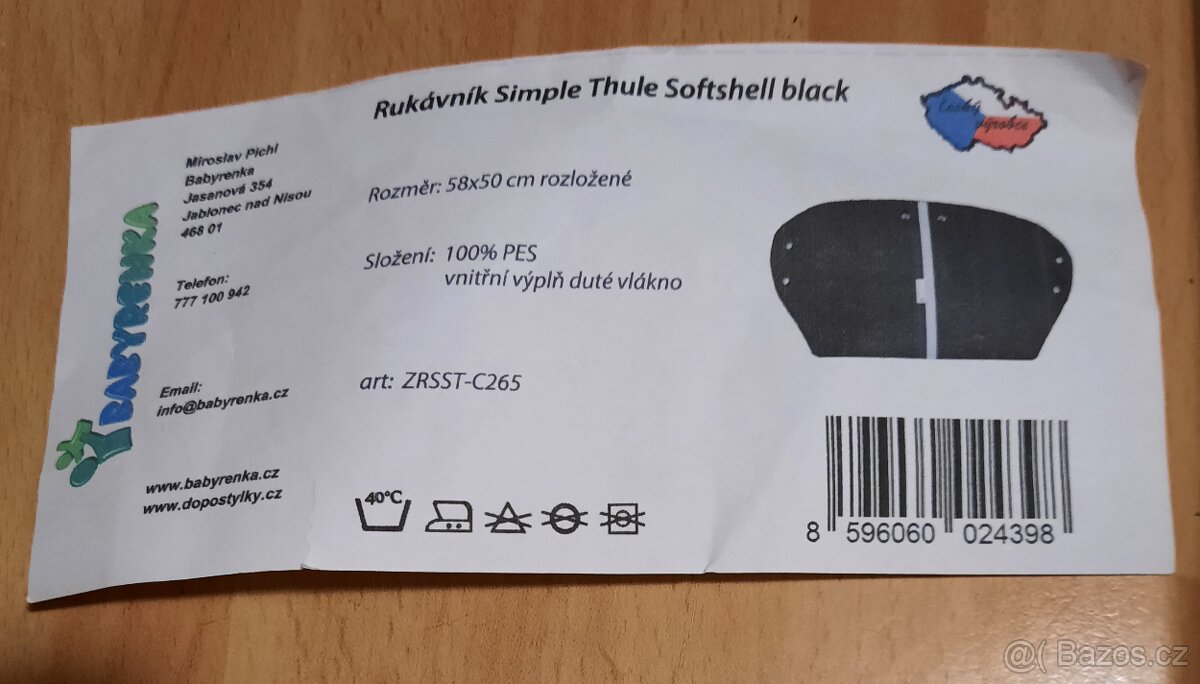 Rukávník Simple Thule Softshell black
Český
výrobce
Miroslav Pichl
Babyrenka
Jasanová 354
Jablonec nad Nisou
468 01
Telefon:
777 100 942
Email:
info@babyrenka.cz
www.babyrenka.cz
www.dopostylky.cz
BABYRENKA
Rozměr: 58x50 cm rozložené
Složení: 100% PES
vnitřní výplň duté vlákno
art: ZRSST-C265
40°C
8 596060 024398
@( Bazos.cz